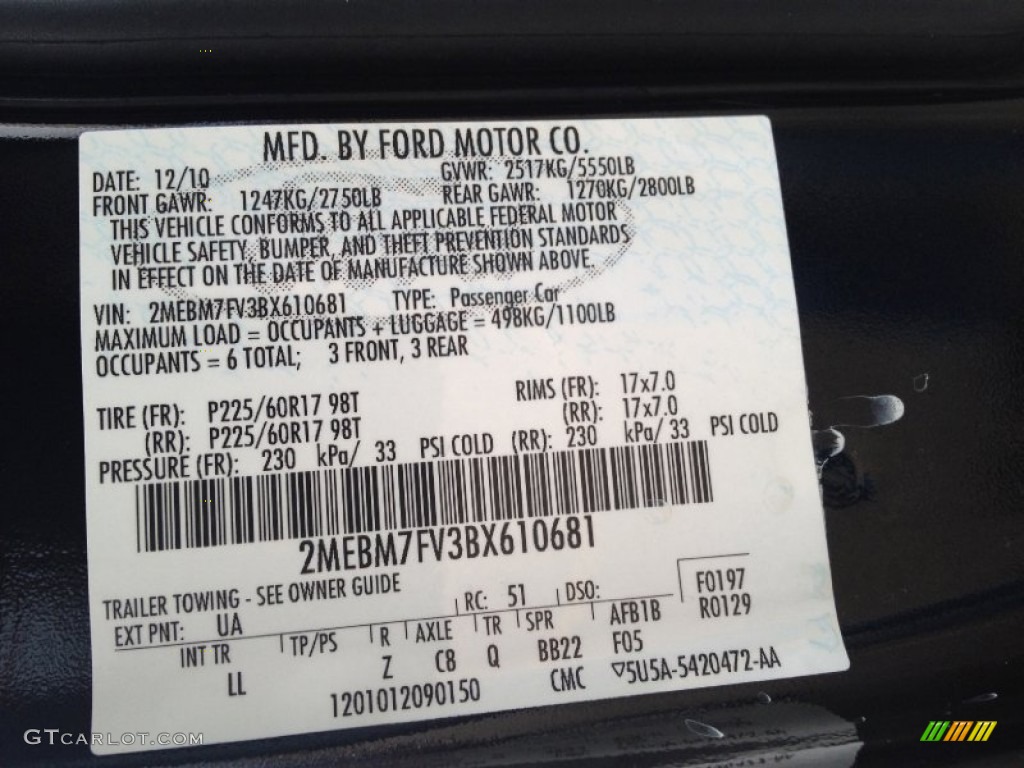 MFD. BY FORD MOTOR CO.
DATE: 12/10 GVWR: 2517KG/5550LB
FRONT GAWR: 1247KG/2750LB REAR GAWR: 1270KG/2800LB
THIS VEHICLE CONFORMS TO ALL APPLICABLE FEDERAL MOTOR
VEHICLE SAFETY, BUMPER, AND THEFT PREVENTION STANDARDS
IN EFFECT ON THE DATE OF MANUFACTURE SHOWN ABOVE.
VIN: 2MEBM7FV3BX610681 TYPE: Passenger Car
MAXIMUM LOAD = OCCUPANTS + LUGGAGE = 498KG/1100LB
OCCUPANTS = 6 TOTAL; 3 FRONT, 3 REAR
TIRE (FR): P225/60R17 98T RIMS (FR): 17x7.0
(RR): P225/60R17 98T (RR): 17x7.0
PRESSURE (FR): 230 kPa/ 33 PSI COLD (RR): 230 kPa/ 33 PSI COLD
2MEBM7FV3BX610681
TRAILER TOWING - SEE OWNER GUIDE RC: 51 DSO: F0197
EXT PNT: UA AFB1B R0129
INT TR TP/PS R AXLE TR SPR F05
LL Z C8 Q BB22
1201012090150 CMC ▽5U5A-5420472-AA
GTCARLOT.COM